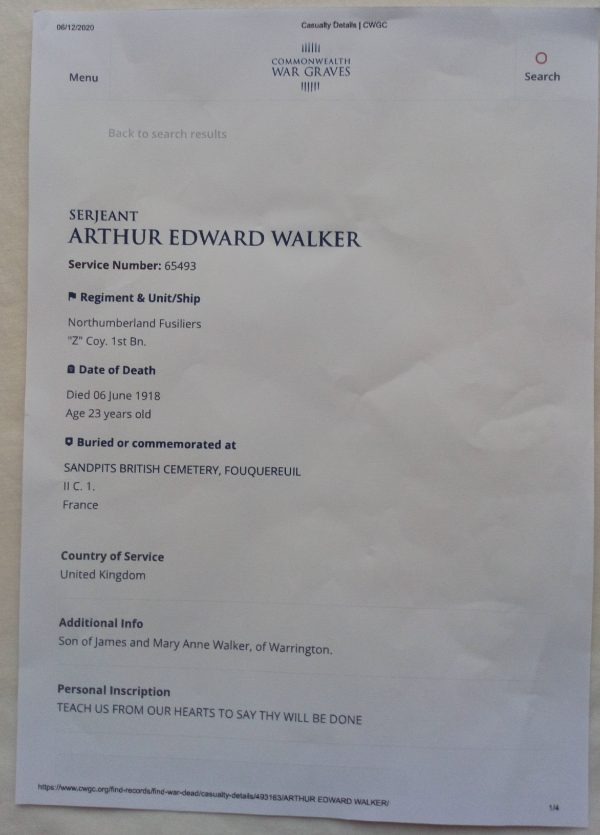 06/12/2020
Casualty Details | CWGC
Menu
COMMONWEALTH
WAR GRAVES
Search
Back to search results
SERJEANT
ARTHUR EDWARD WALKER
Service Number: 65493
Regiment & Unit/Ship
Northumberland Fusiliers
"Z" Coy. 1st Bn.
Date of Death
Died 06 June 1918
Age 23 years old
Buried or commemorated at
SANDPITS BRITISH CEMETERY, FOUQUEREUIL
II C. 1.
France
Country of Service
United Kingdom
Additional Info
Son of James and Mary Anne Walker, of Warrington.
Personal Inscription
TEACH US FROM OUR HEARTS TO SAY THY WILL BE DONE
https://www.cwgc.org/find-records/find-war-dead/casualty-details/493163/ARTHUR EDWARD WALKER/
1/4